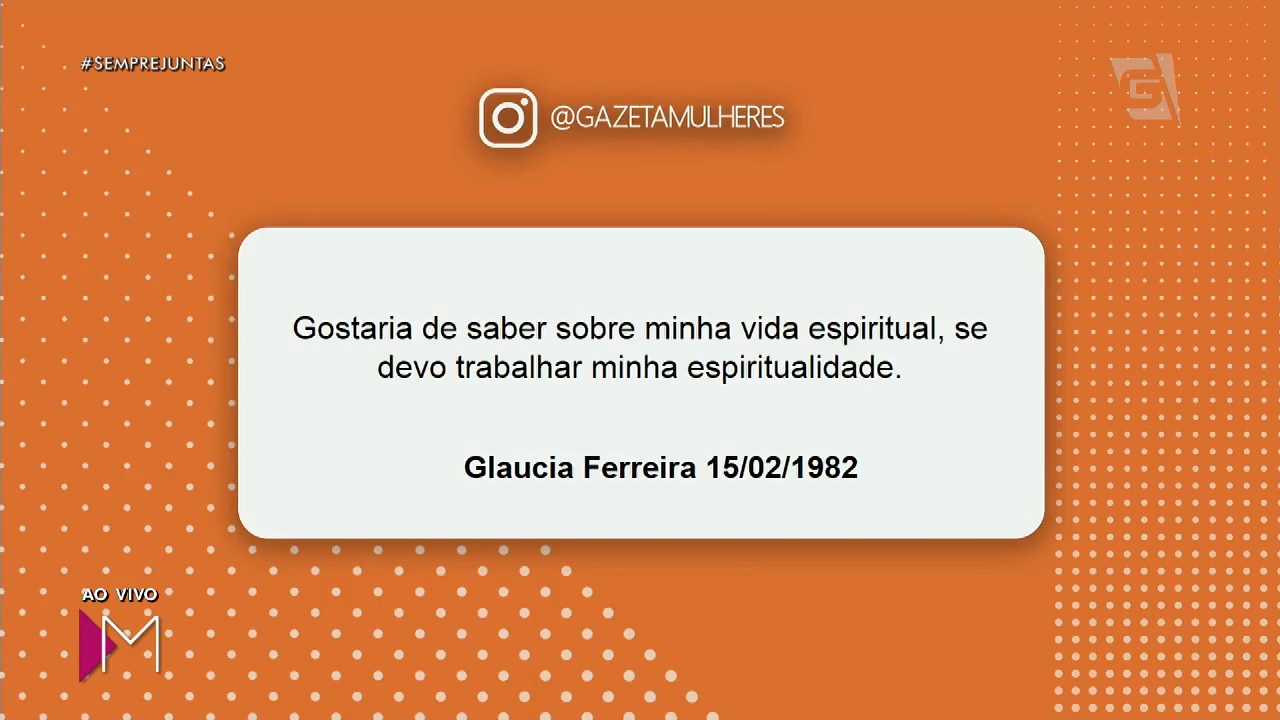 #SEMPREJUNTAS
@GAZETAMULHERES
Gostaria de saber sobre minha vida espiritual, se
devo trabalhar minha espiritualidade.
Glaucia Ferreira 15/02/1982
AO VIVO
M
G